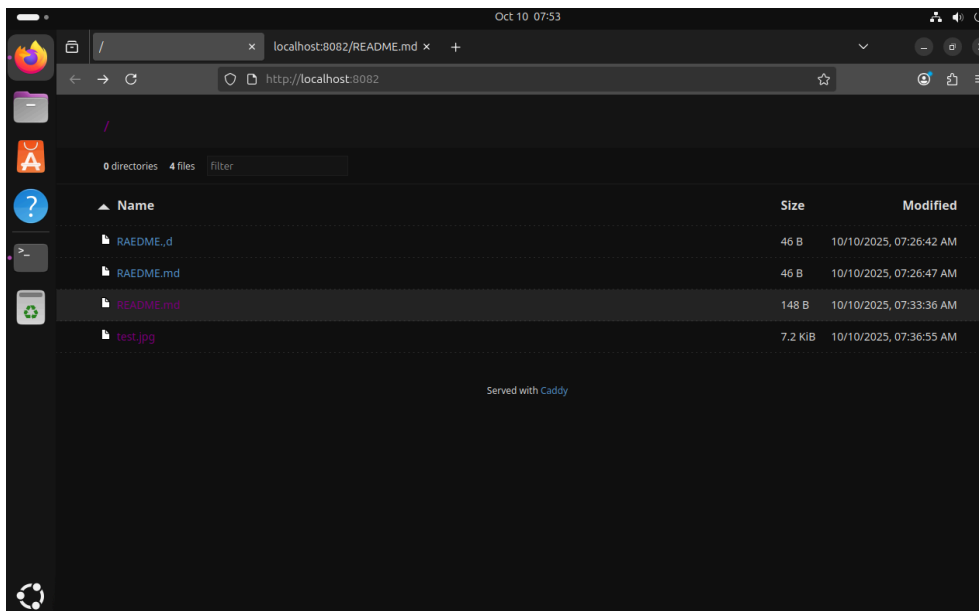 Oct 10 07:53
/ localhost:8082/README.md
http://localhost:8082
/
0 directories 4 files filter
Name Size Modified
RAEDME.,d 46 B 10/10/2025, 07:26:42 AM
RAEDME.md 46 B 10/10/2025, 07:26:47 AM
README.md 148 B 10/10/2025, 07:33:36 AM
test.jpg 7.2 KiB 10/10/2025, 07:36:55 AM
Served with Caddy